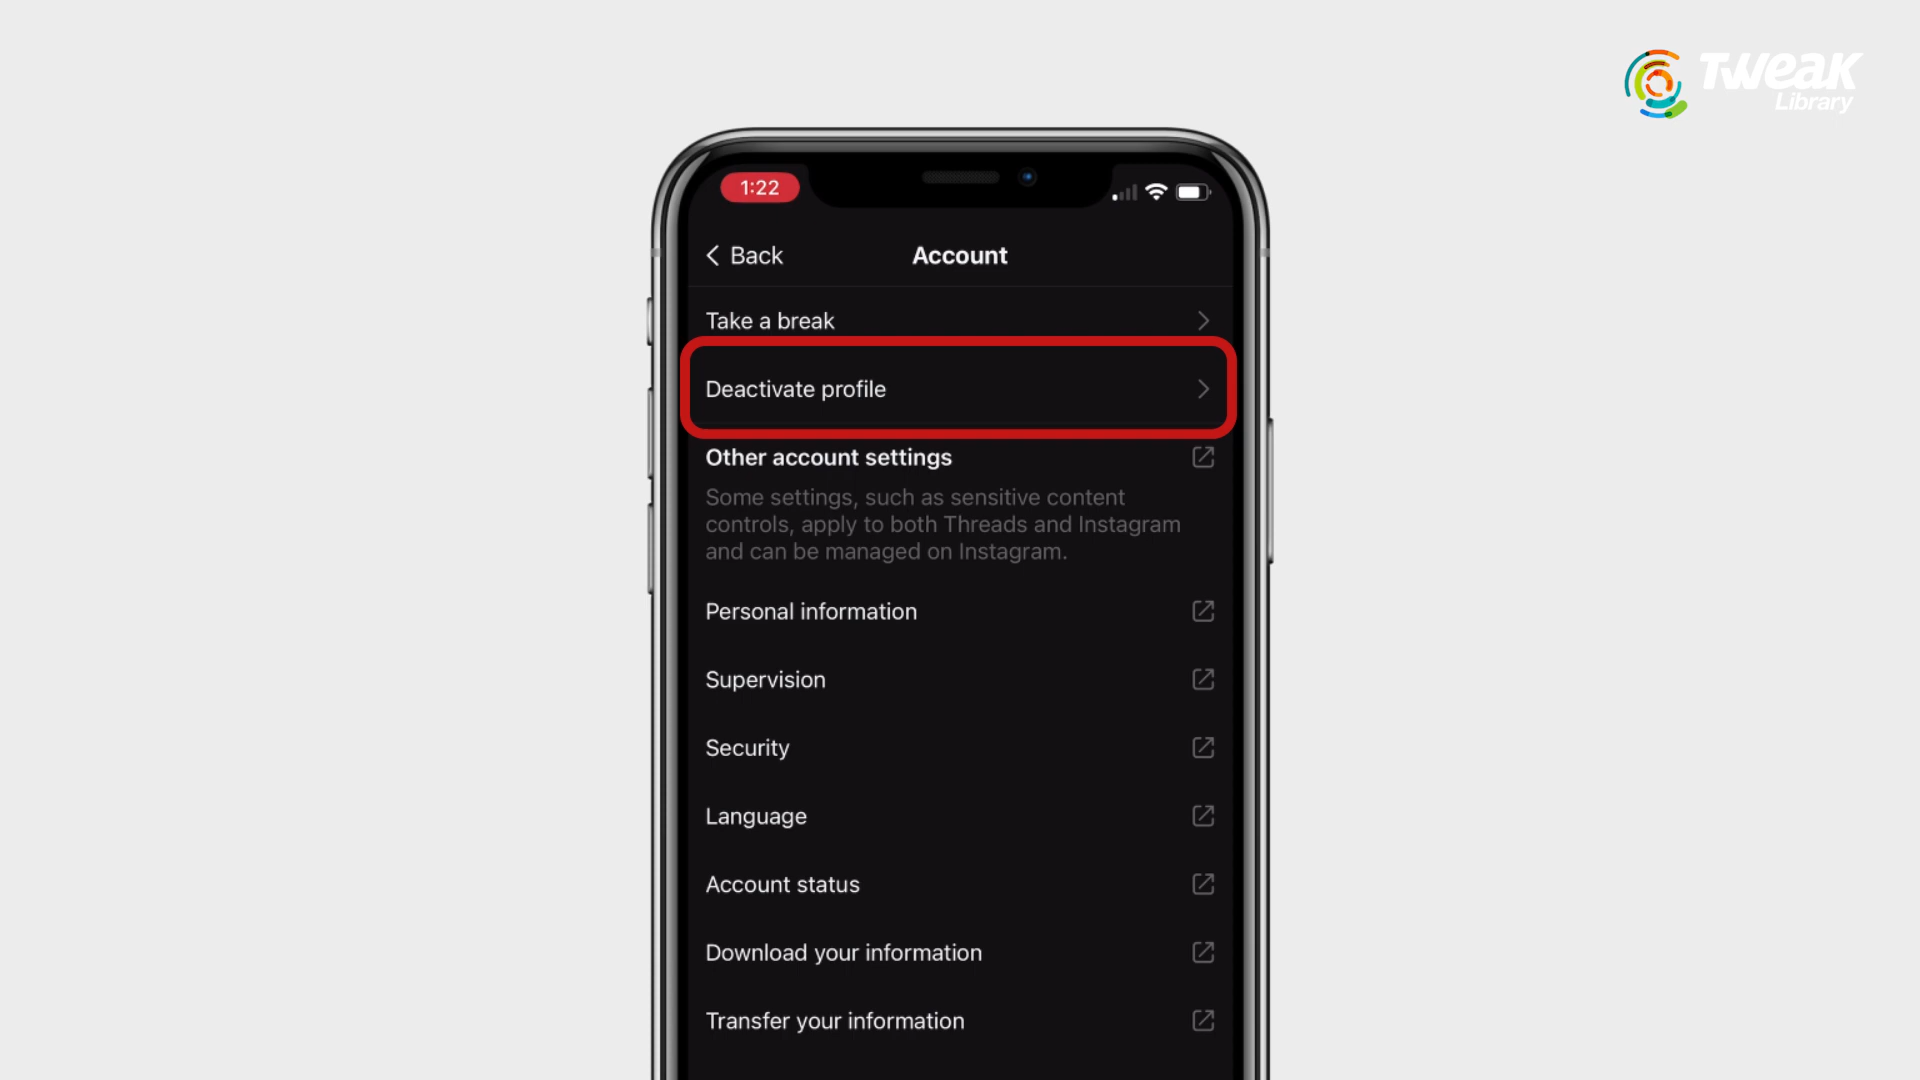 Tweak
Library
1:22
Back
Account
Take a break
Deactivate profile
Other account settings
Some settings, such as sensitive content
controls, apply to both Threads and Instagram
and can be managed on Instagram.
Personal information
Supervision
Security
Language
Account status
Download your information
Transfer your information